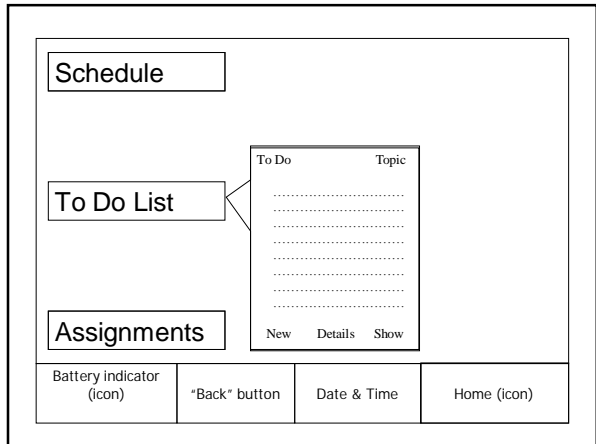 Schedule
To Do Topic
To Do List
Assignments
New Details Show
Battery indicator
(icon)
"Back" button
Date & Time
Home (icon)